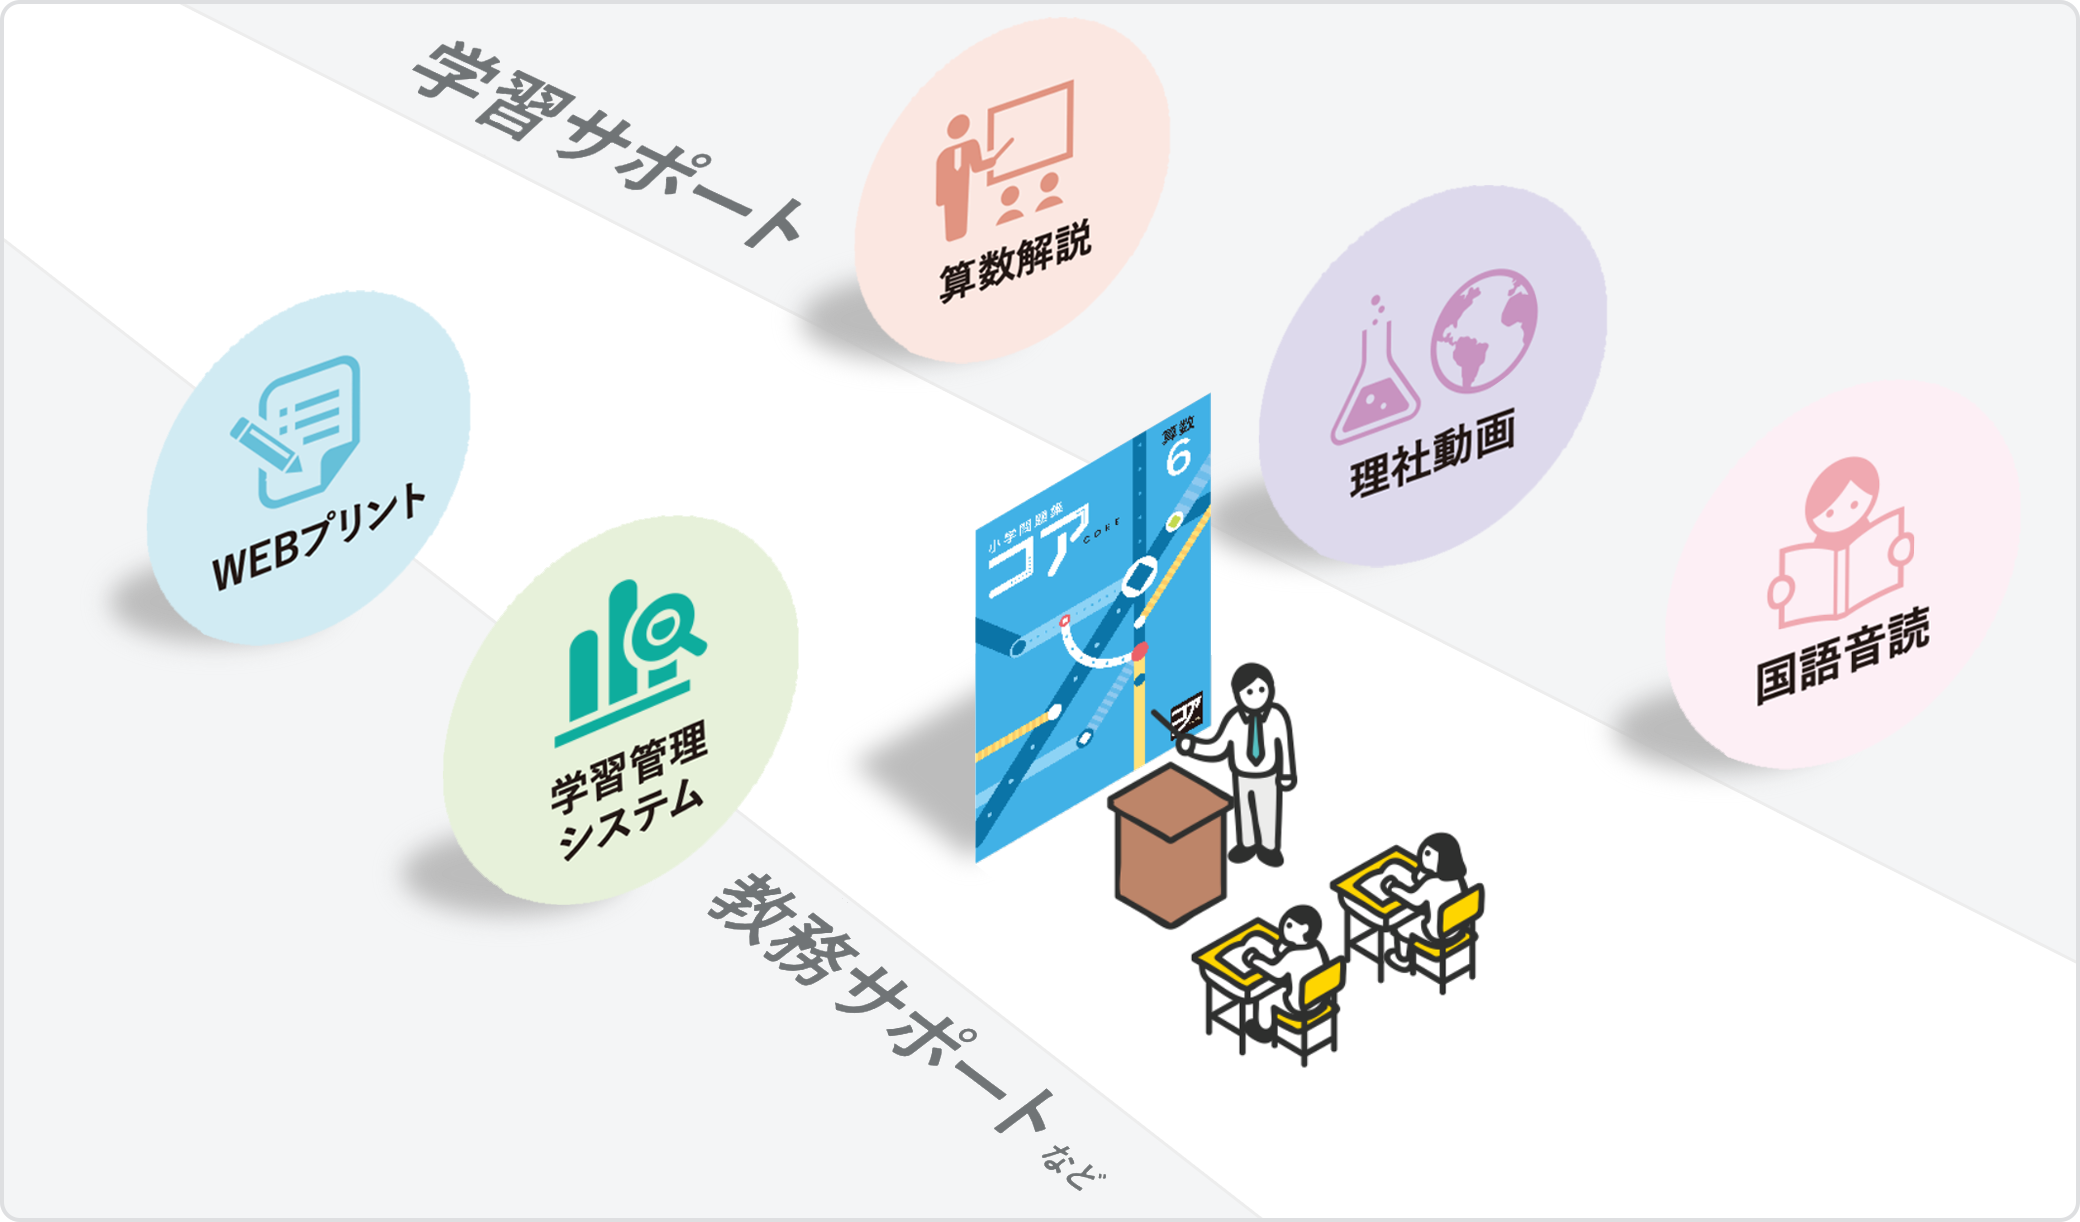 学習サポート
算数解説
理社動画
国語音読
WEBプリント
学習管理
システム
算数
6
小学問題集
コア
CORE
コア
教務サポートなど